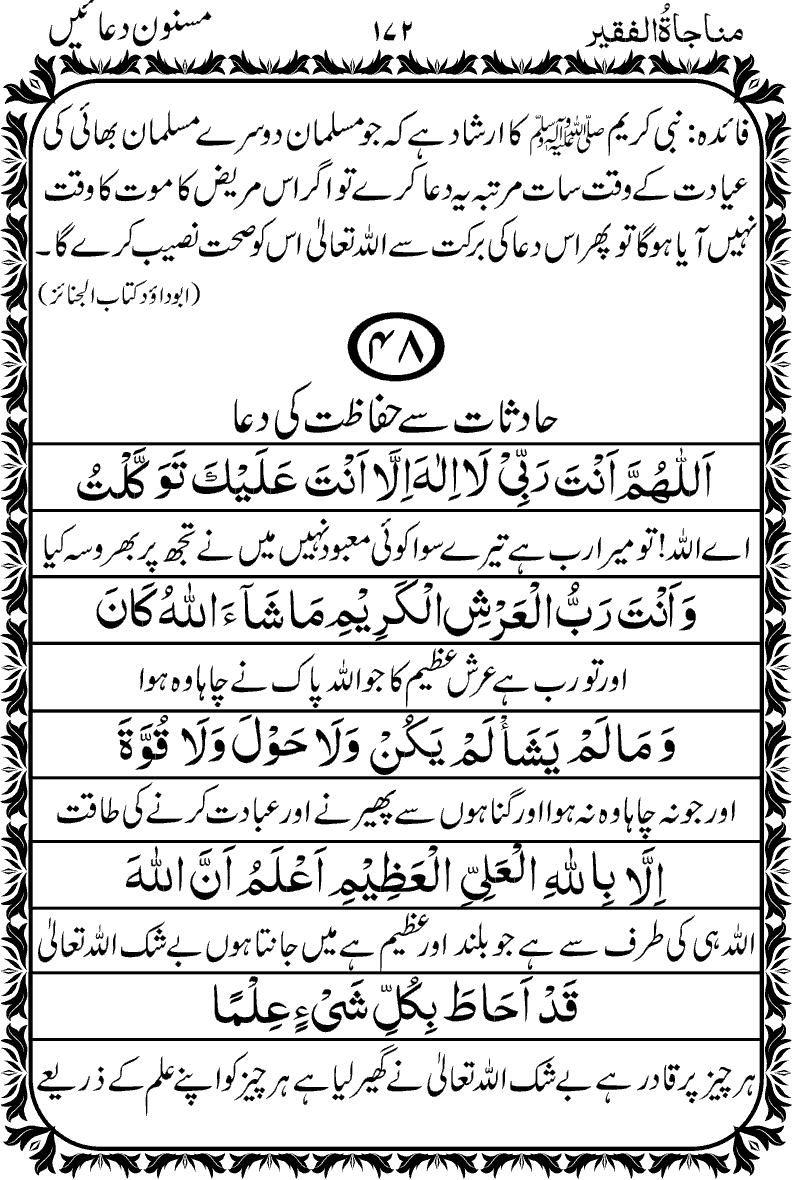 مناجاۃُ الفقیر ۱۷۲ مسنون دعائیں
فائدہ: نبی کریم ﷺ کا ارشاد ہے کہ جو مسلمان دوسرے مسلمان بھائی کی
عیادت کے وقت سات مرتبہ یہ دعا کرے تو اگر اس مریض کا موت کا وقت
نہیں آیا ہوگا تو پھر اس دعا کی برکت سے اللہ تعالیٰ اس کو صحت نصیب کرے گا۔
(ابوداؤد کتاب الجنائز)
۴۸
حادثات سے حفاظت کی دعا
اَللّٰهُمَّ اَنْتَ رَبِّيْ لَا اِلٰهَ اِلَّا اَنْتَ عَلَيْكَ تَوَكَّلْتُ
اے اللہ! تو میرا رب ہے تیرے سوا کوئی معبود نہیں میں نے تجھ پر بھروسہ کیا
وَ اَنْتَ رَبُّ الْعَرْشِ الْكَرِيْمِ مَا شَآءَ اللّٰهُ كَانَ
اور تو رب ہے عرش عظیم کا جو اللہ پاک نے چاہا وہ ہوا
وَ مَا لَمْ يَشَأْ لَمْ يَكُنْ وَلَا حَوْلَ وَلَا قُوَّةَ
اور جو نہ چاہا وہ نہ ہوا اور گناہوں سے پھیرنے اور عبادت کرنے کی طاقت
اِلَّا بِاللّٰهِ الْعَلِيِّ الْعَظِيْمِ اَعْلَمُ اَنَّ اللّٰهَ
اللہ ہی کی طرف سے ہے جو بلند اور عظیم ہے میں جانتا ہوں بے شک اللہ تعالیٰ
قَدْ اَحَاطَ بِكُلِّ شَيْءٍ عِلْمًا
ہر چیز پر قادر ہے بے شک اللہ تعالیٰ نے گھیر لیا ہے ہر چیز کو اپنے علم کے ذریعے